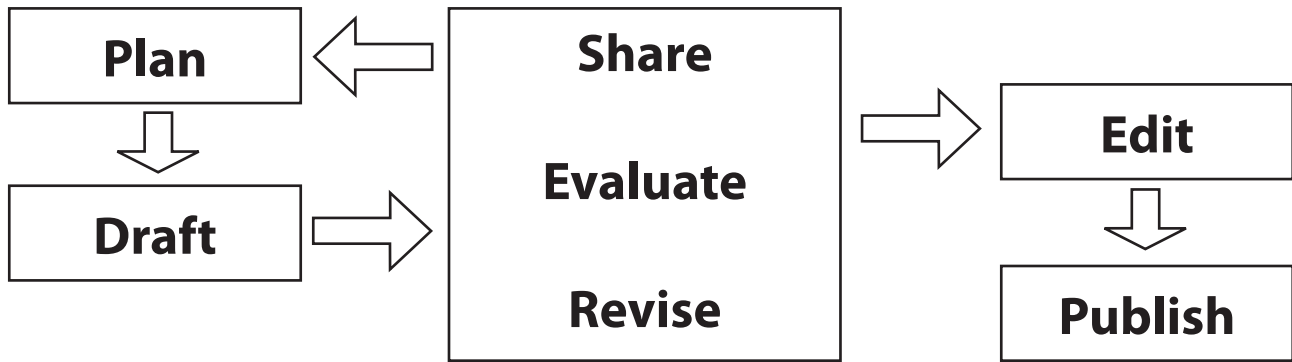 Plan
Draft
Share
Evaluate
Revise
Edit
Publish